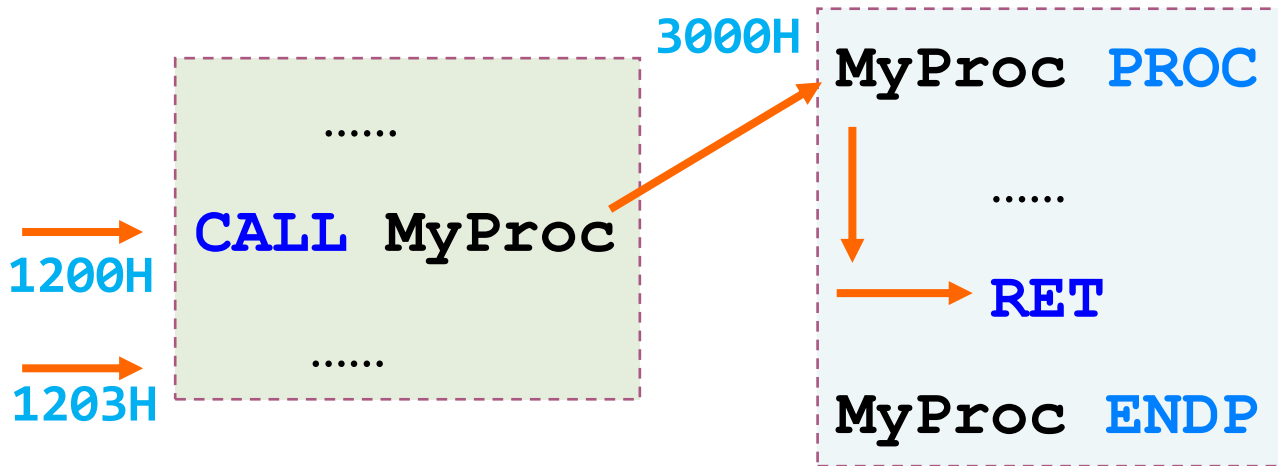 ……
CALL MyProc
1200H
……
1203H
3000H
MyProc PROC
……
RET
MyProc ENDP